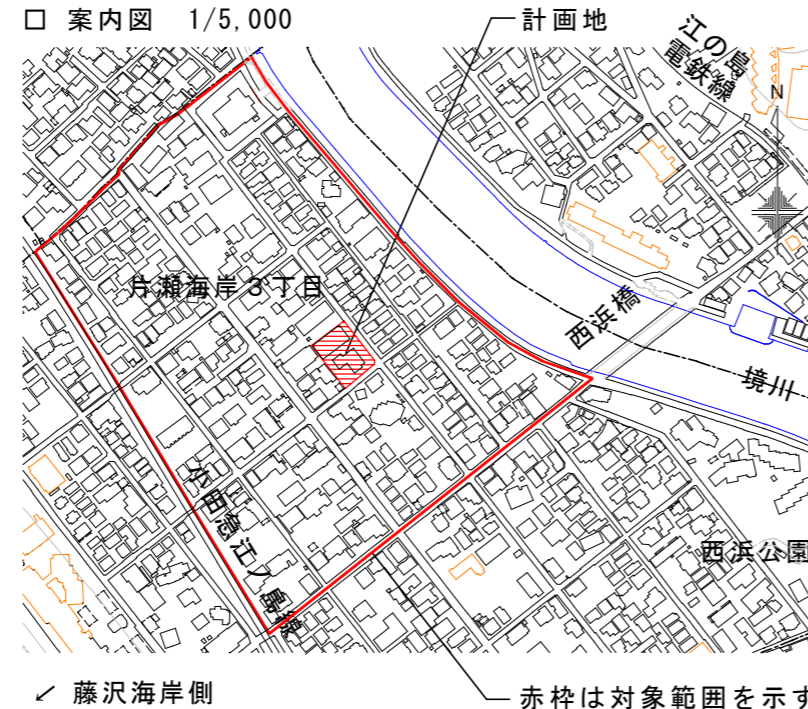 □ 案内図 1/5,000
計画地
江の島
電鉄線
N
片瀬海岸3丁目
西浜橋
境川
小田急江ノ島線
西浜公園
↙ 藤沢海岸側
赤枠は対象範囲を示す